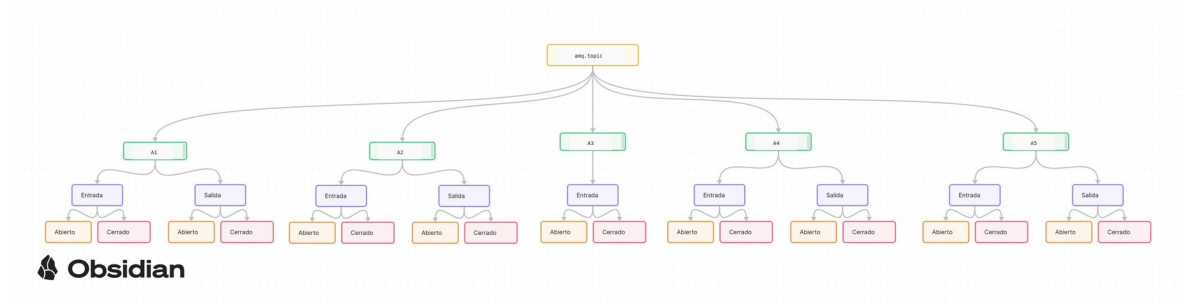 amq.topic
A1
A2
A3
A4
A5
Entrada
Salida
Entrada
Salida
Entrada
Entrada
Salida
Entrada
Salida
Abierto
Cerrado
Abierto
Cerrado
Abierto
Cerrado
Abierto
Cerrado
Abierto
Cerrado
Abierto
Cerrado
Abierto
Cerrado
Abierto
Cerrado
Abierto
Cerrado
Obsidian